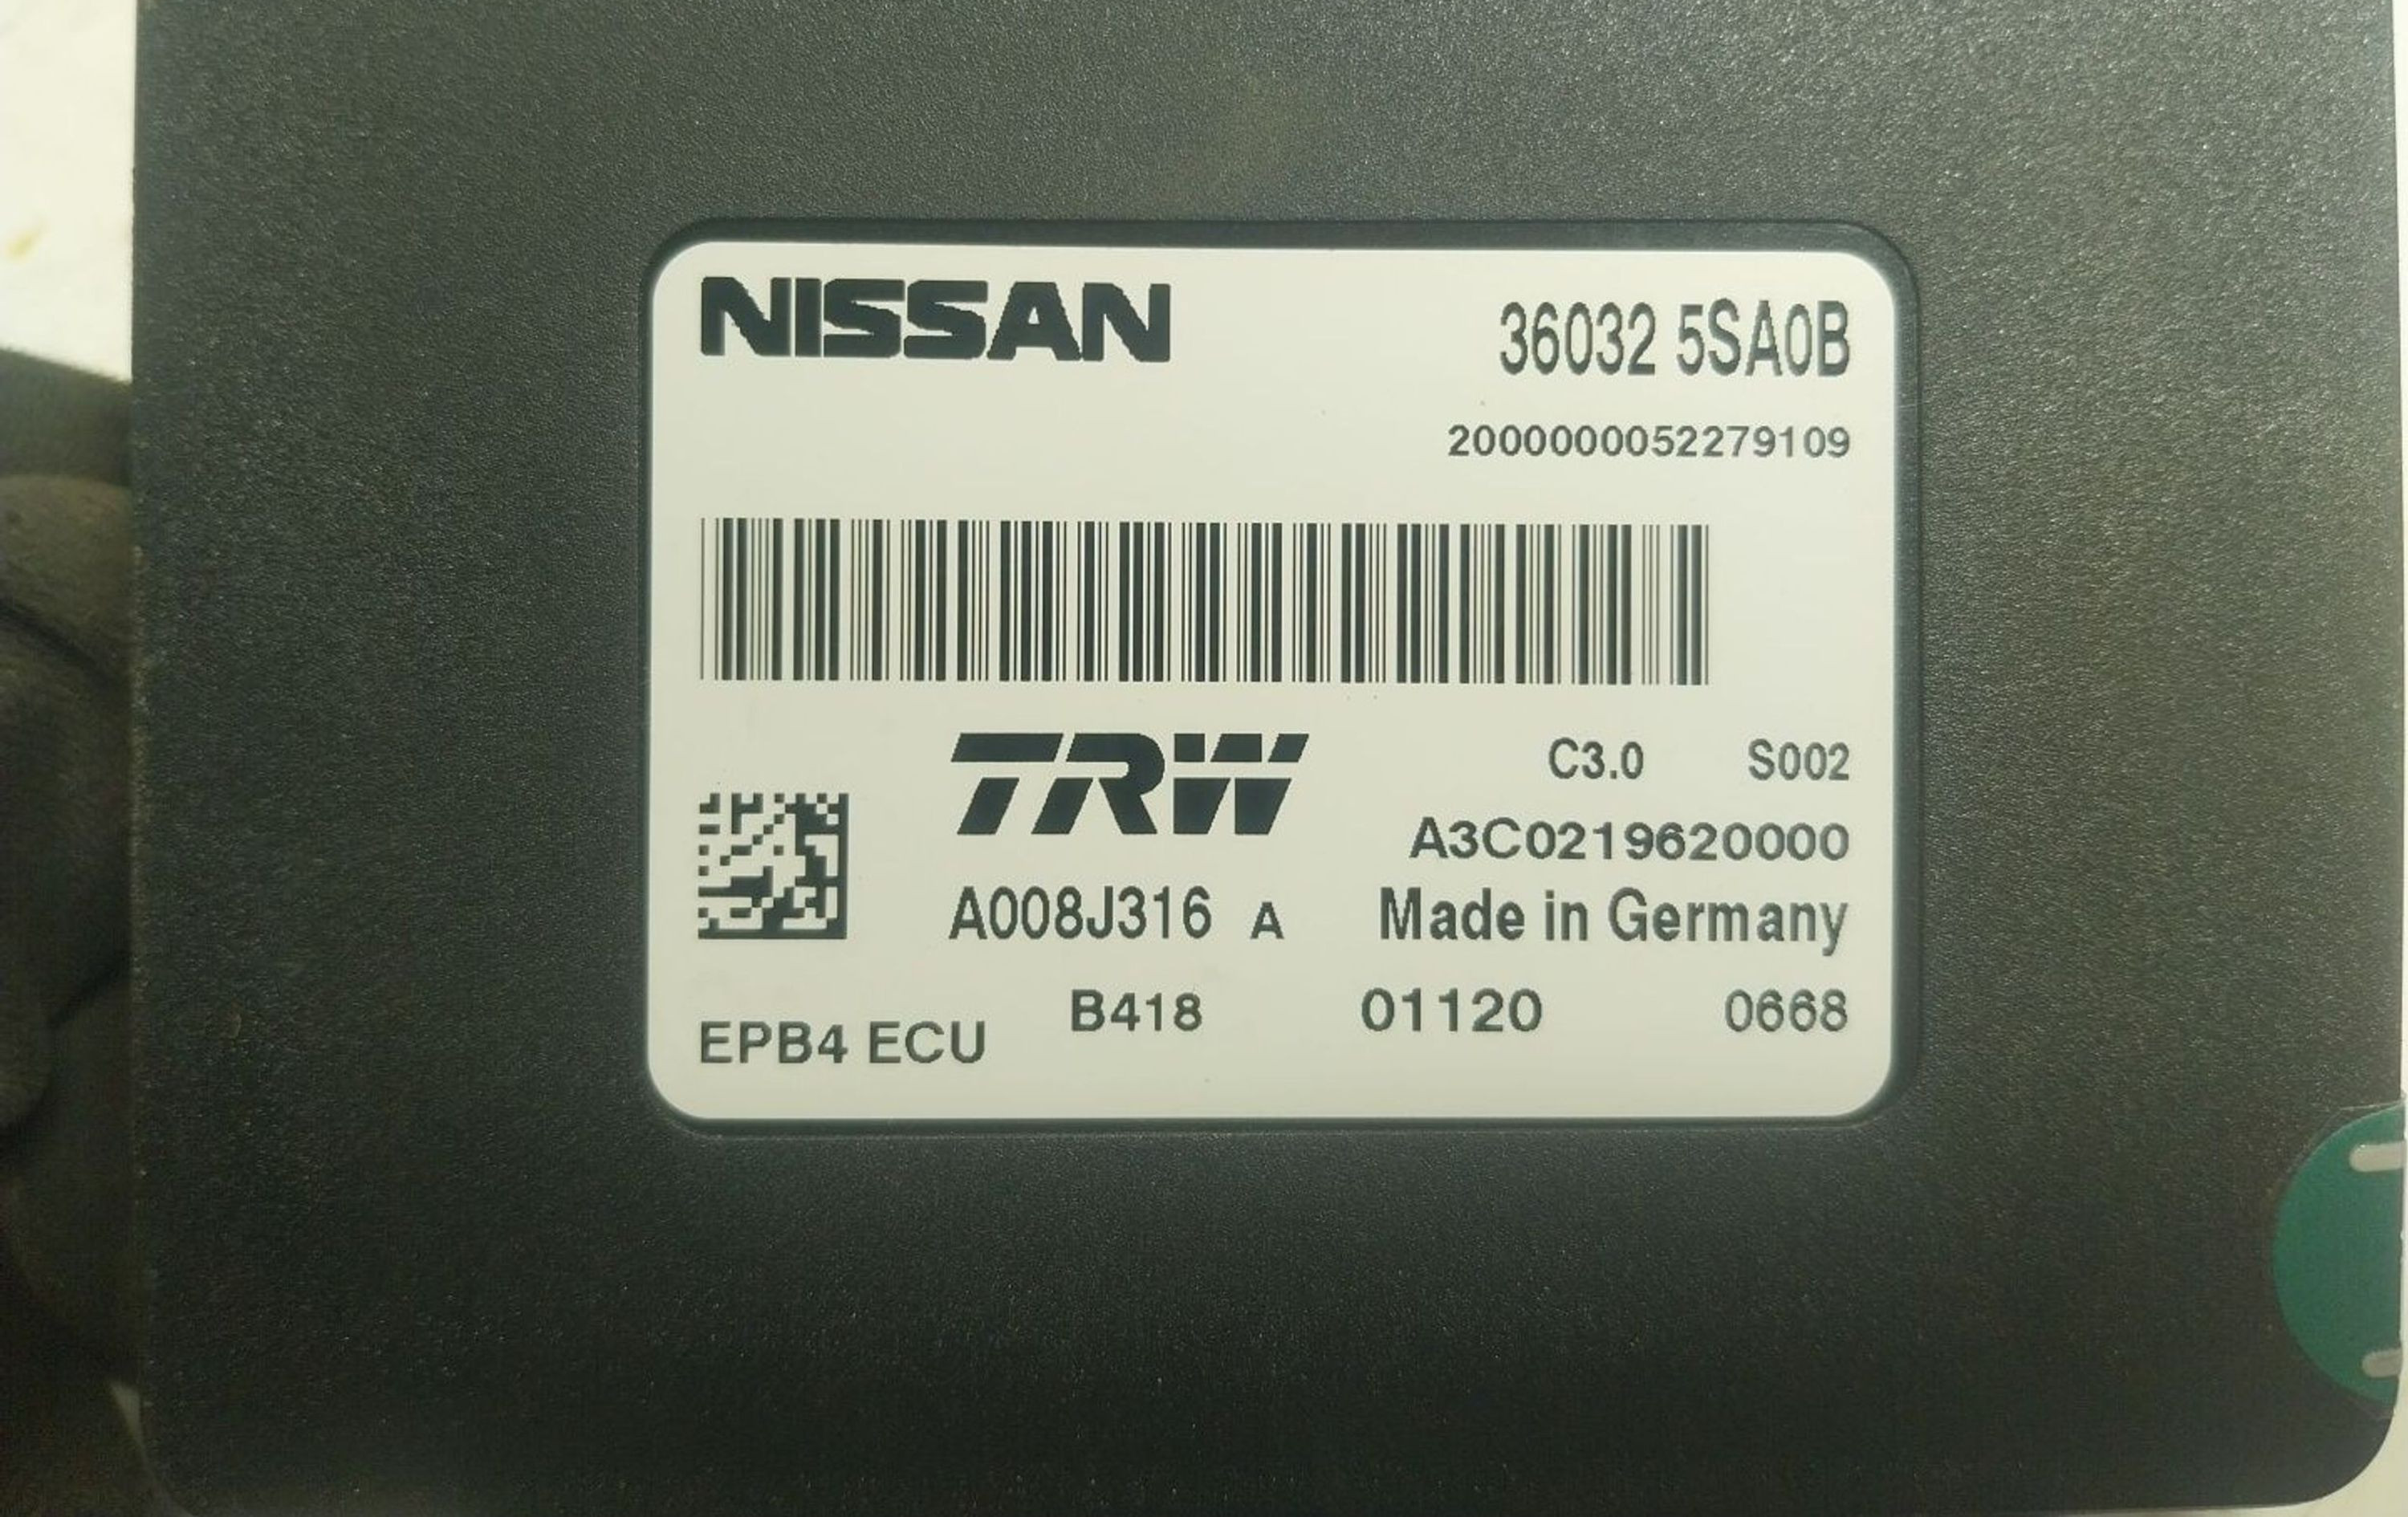 NISSAN 36032 5SA0B
2000000052279109
TRW C3.0 S002
A3C0219620000
A008J316 A Made in Germany
EPB4 ECU B418 01120 0668